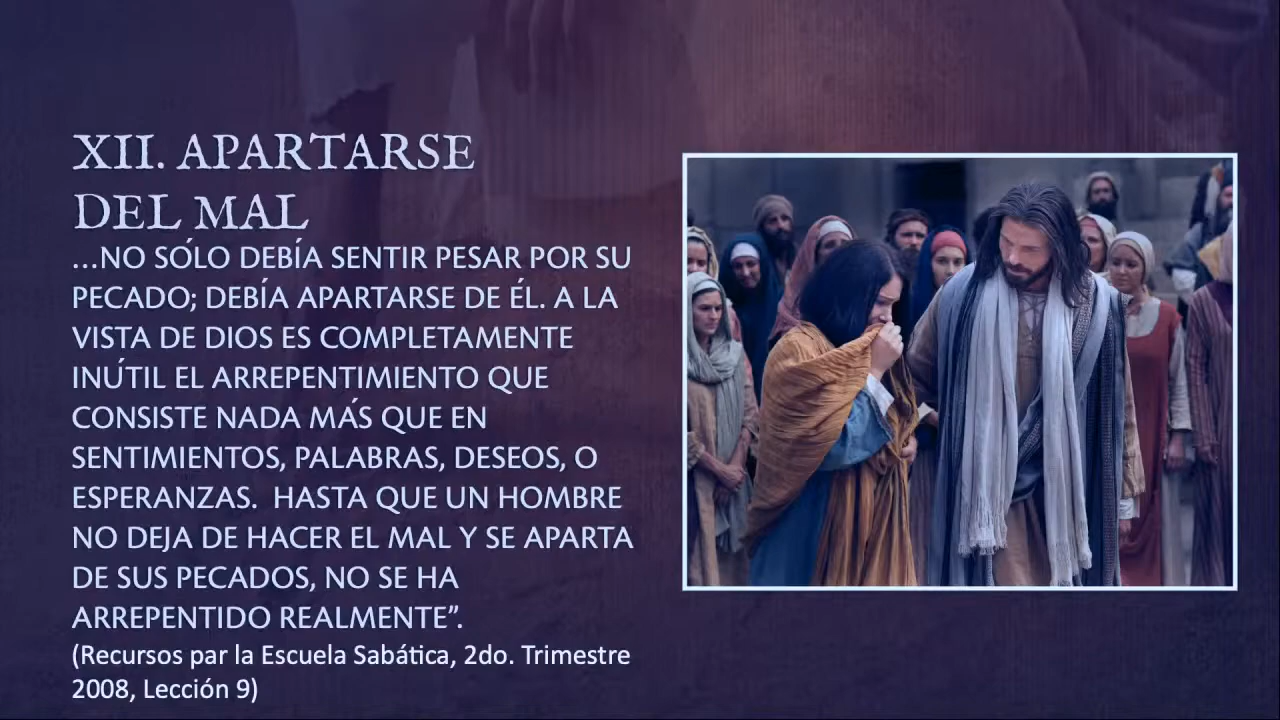 XII. APARTARSE
DEL MAL
…NO SÓLO DEBÍA SENTIR PESAR POR SU
PECADO; DEBÍA APARTARSE DE ÉL. A LA
VISTA DE DIOS ES COMPLETAMENTE
INÚTIL EL ARREPENTIMIENTO QUE
CONSISTE NADA MÁS QUE EN
SENTIMIENTOS, PALABRAS, DESEOS, O
ESPERANZAS.  HASTA QUE UN HOMBRE
NO DEJA DE HACER EL MAL Y SE APARTA
DE SUS PECADOS, NO SE HA
ARREPENTIDO REALMENTE”.
(Recursos par la Escuela Sabática, 2do. Trimestre
2008, Lección 9)